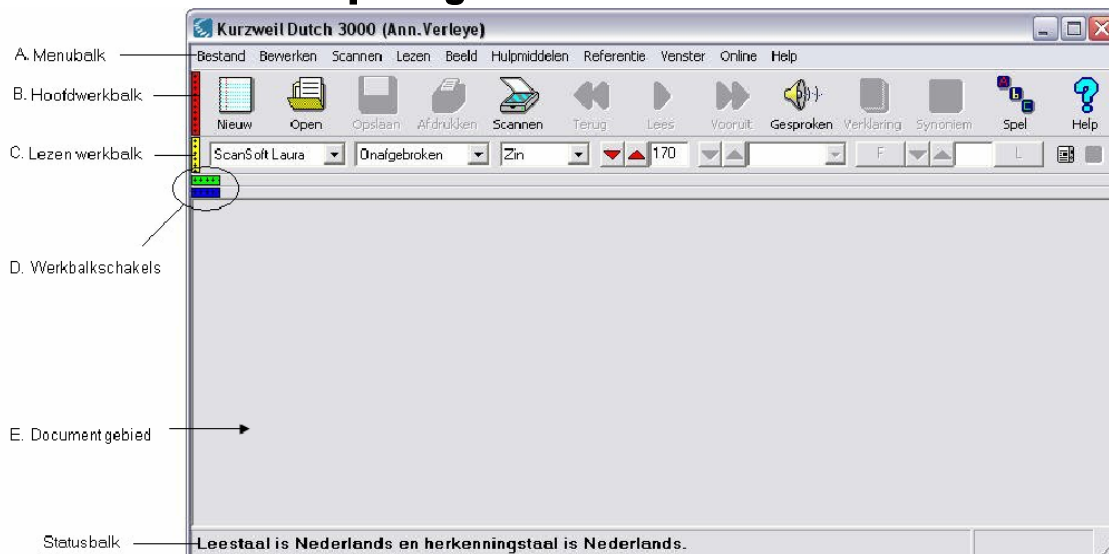 Kurzweil Dutch 3000 (Ann.Verleye)
A. Menubalk
Bestand Bewerken Scannen Lezen Beeld Hulpmiddelen Referentie Venster Online Help
B. Hoofdwerkbalk
Nieuw Open Opslaan Afdrukken Scannen Terug Lees Vooruit Gesproken Verklaring Synoniem Spel Help
C. Lezen werkbalk
ScanSoft Laura Onafgebroken Zin 170 F L
D. Werkbalkschakels
E. Documentgebied
Statusbalk
Leestaal is Nederlands en herkenningstaal is Nederlands.